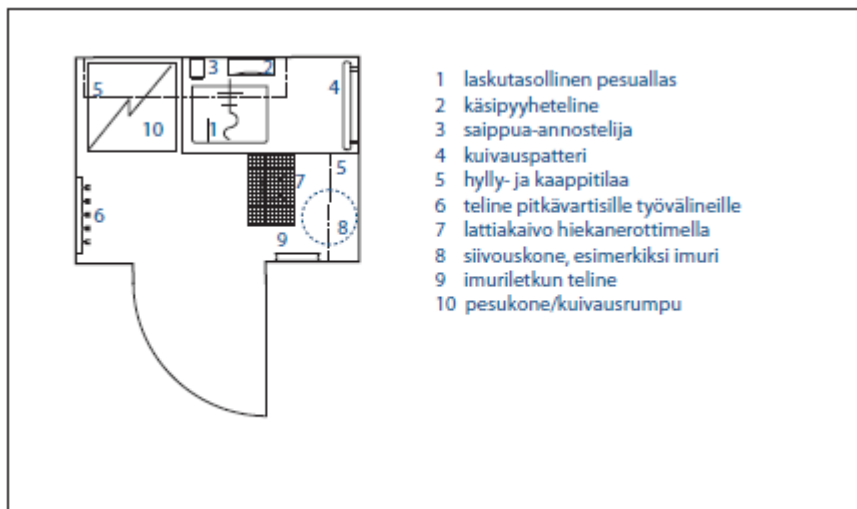 3
2
5
4
10
1
5
7
6
8
9
1 laskutasollinen pesuallas
2 käsipyyheteline
3 saippua-annostelija
4 kuivauspatteri
5 hylly- ja kaappitilaa
6 teline pitkävartisille työvälineille
7 lattiakaivo hiekanerottimella
8 siivouskone, esimerkiksi imuri
9 imuriletkun teline
10 pesukone/kuivausrumpu